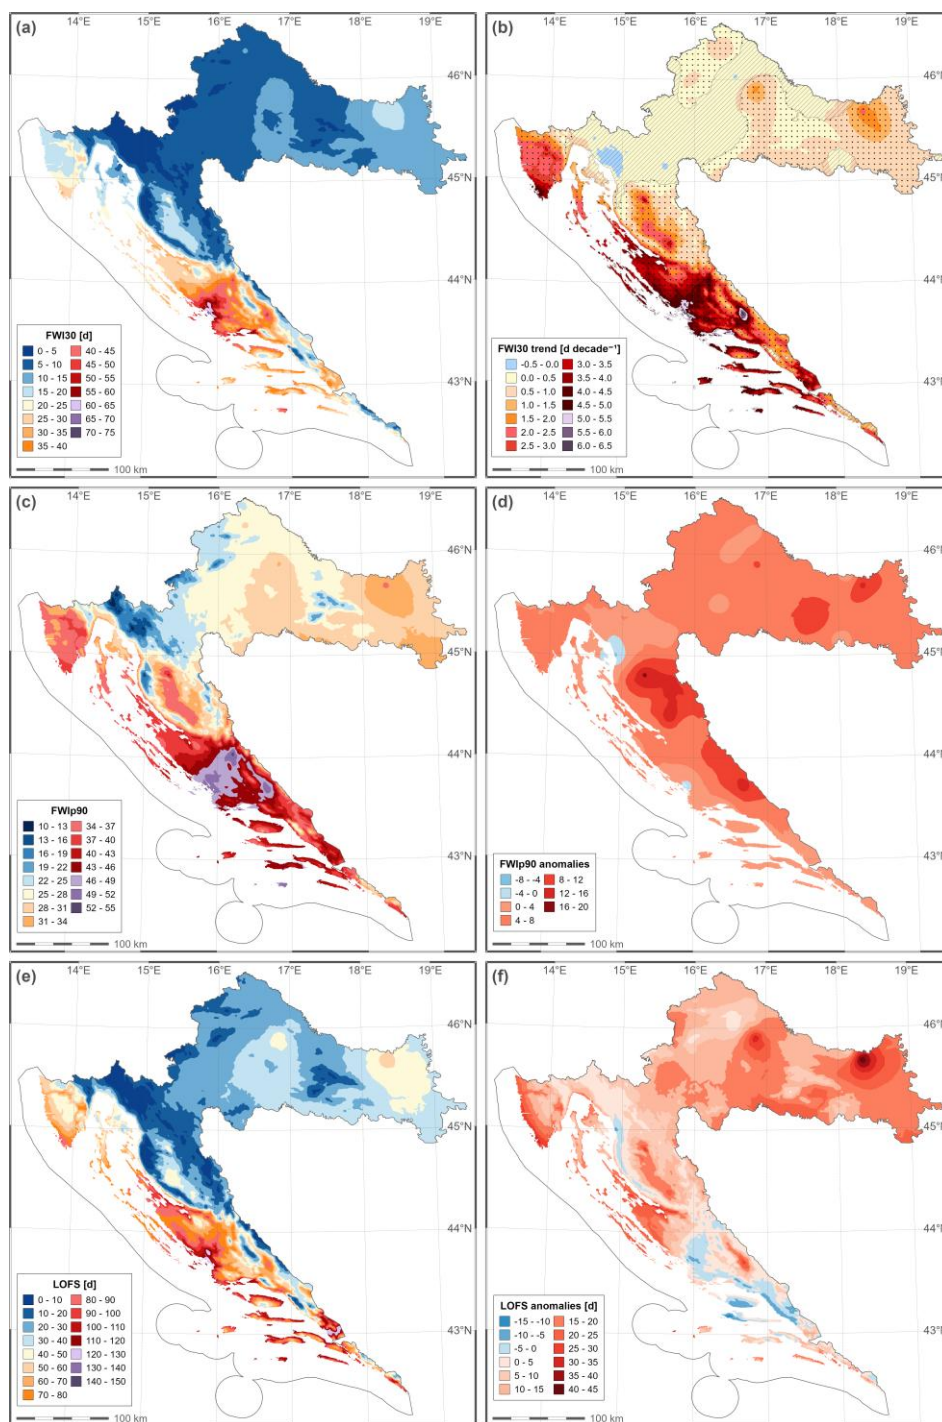 (a)
14°E 15°E 16°E 17°E 18°E 19°E
46°N
45°N
44°N
43°N
FWI30 [d]
0 - 5 40 - 45
5 - 10 45 - 50
10 - 15 50 - 55
15 - 20 55 - 60
20 - 25 60 - 65
25 - 30 65 - 70
30 - 35 70 - 75
35 - 40
100 km
(b)
14°E 15°E 16°E 17°E 18°E 19°E
46°N
45°N
44°N
43°N
FWI30 trend [d decade⁻¹]
-0.5 - 0.0 3.0 - 3.5
0.0 - 0.5 3.5 - 4.0
0.5 - 1.0 4.0 - 4.5
1.0 - 1.5 4.5 - 5.0
1.5 - 2.0 5.0 - 5.5
2.0 - 2.5 5.5 - 6.0
2.5 - 3.0 6.0 - 6.5
100 km
(c)
14°E 15°E 16°E 17°E 18°E 19°E
46°N
45°N
44°N
43°N
FWIp90
10 - 13 34 - 37
13 - 16 37 - 40
16 - 19 40 - 43
19 - 22 43 - 46
22 - 25 46 - 49
25 - 28 49 - 52
28 - 31 52 - 55
31 - 34
100 km
(d)
14°E 15°E 16°E 17°E 18°E 19°E
46°N
45°N
44°N
43°N
FWIp90 anomalies
-8 - -4 8 - 12
-4 - 0 12 - 16
0 - 4 16 - 20
4 - 8
100 km
(e)
14°E 15°E 16°E 17°E 18°E 19°E
46°N
45°N
44°N
43°N
LOFS [d]
0 - 10 80 - 90
10 - 20 90 - 100
20 - 30 100 - 110
30 - 40 110 - 120
40 - 50 120 - 130
50 - 60 130 - 140
60 - 70 140 - 150
70 - 80
100 km
(f)
14°E 15°E 16°E 17°E 18°E 19°E
46°N
45°N
44°N
43°N
LOFS anomalies [d]
-15 - -10 15 - 20
-10 - -5 20 - 25
-5 - 0 25 - 30
0 - 5 30 - 35
5 - 10 35 - 40
10 - 15 40 - 45
100 km